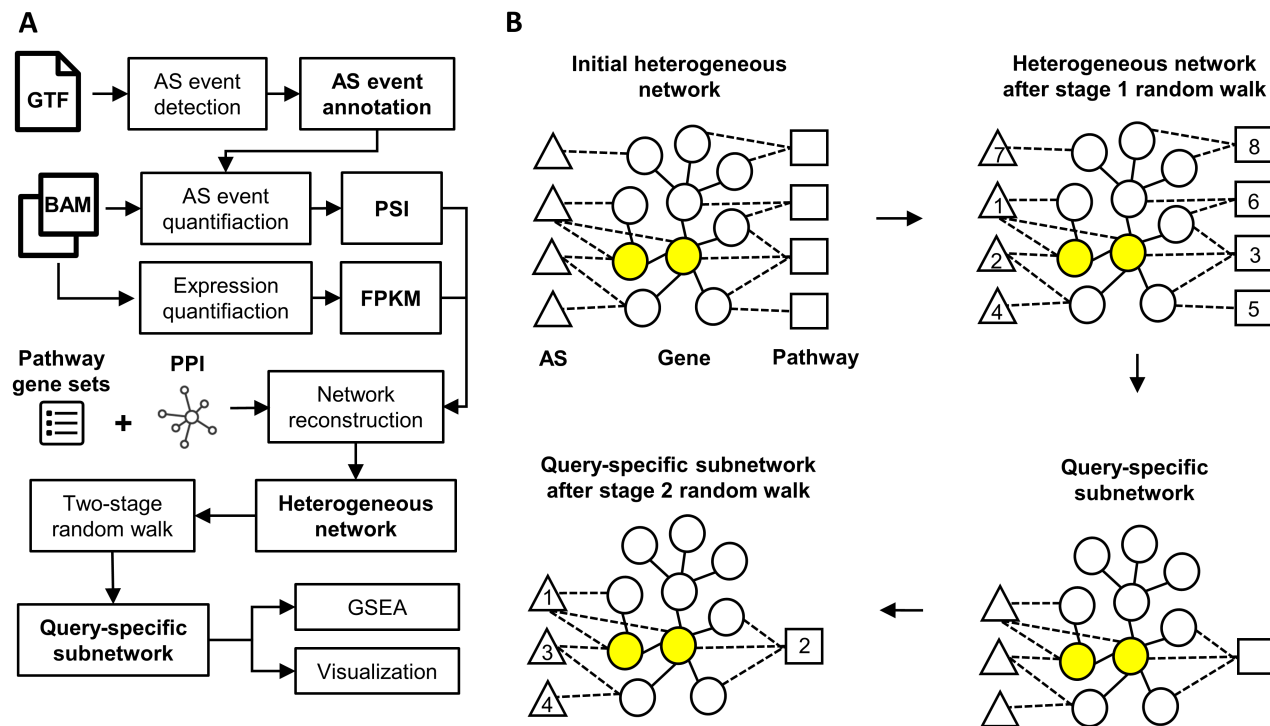 A
GTF
AS event
detection
AS event
annotation
BAM
AS event
quantifiaction
PSI
Expression
quantifiaction
FPKM
Pathway
gene sets
+
PPI
Network
reconstruction
Two-stage
random walk
Heterogeneous
network
Query-specific
subnetwork
GSEA
Visualization
B
Initial heterogeneous
network
AS
Gene
Pathway
Heterogeneous network
after stage 1 random walk
7
8
1
6
2
3
4
5
Query-specific subnetwork
after stage 2 random walk
1
3
2
4
Query-specific
subnetwork